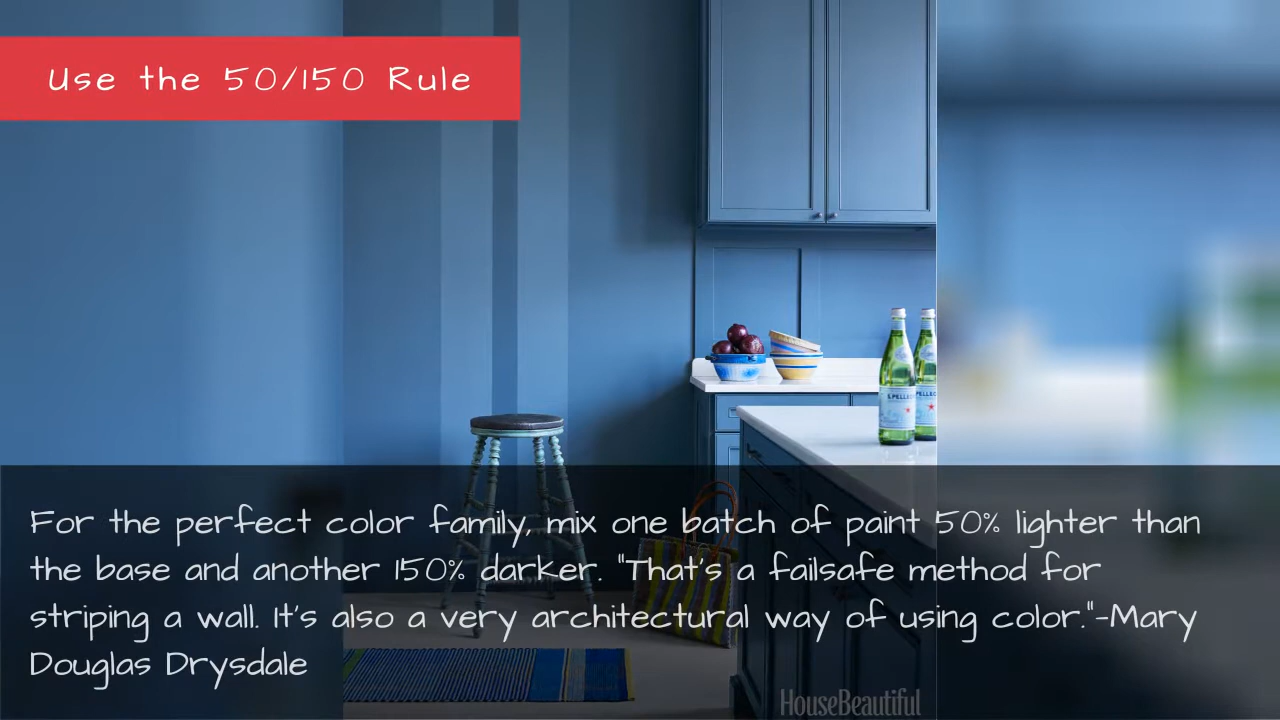 Use the 50/150 Rule
S.PELLEGRINO
For the perfect color family, mix one batch of paint 50% lighter than
the base and another 150% darker. "That's a failsafe method for
striping a wall. It's also a very architectural way of using color."-Mary
Douglas Drysdale
HouseBeautiful